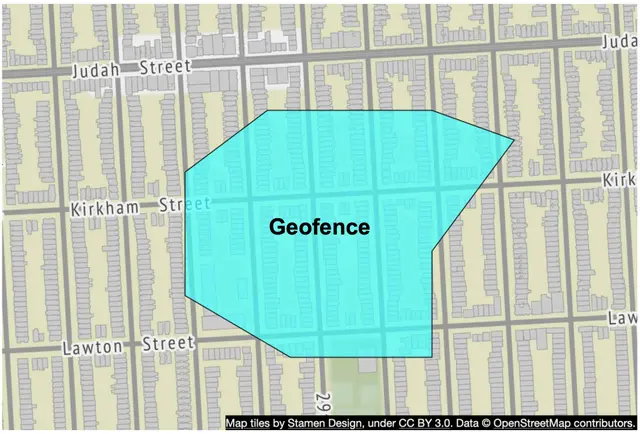 Juda
Judah Street
Kirk
Kirkham Street
Geofence
Law
Lawton Street
29
Map tiles by Stamen Design, under CC BY 3.0. Data © OpenStreetMap contributors.